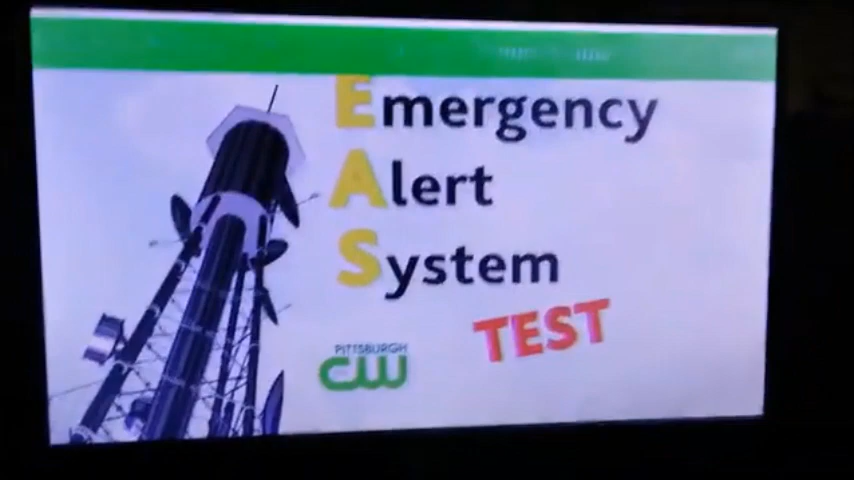 Emergency
Alert
System
TEST
PITTSBURGH
CW